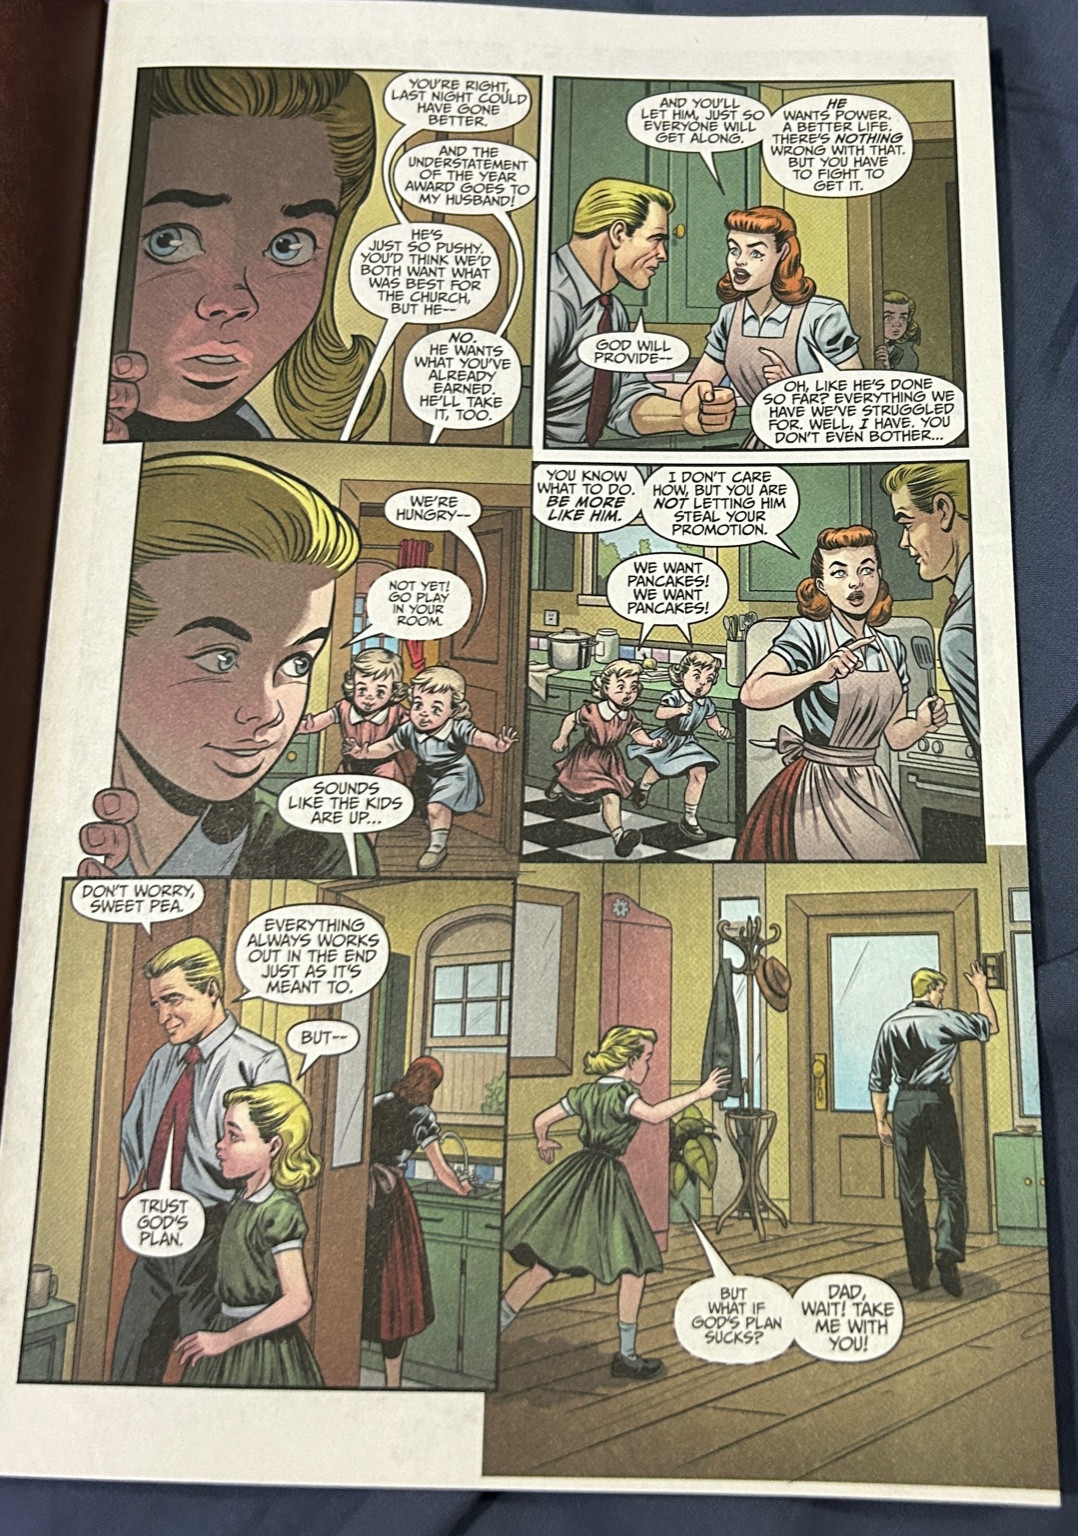 YOU'RE RIGHT,
LAST NIGHT COULD
HAVE GONE
BETTER.
AND THE
UNDERSTATEMENT
OF THE YEAR
AWARD GOES TO
MY HUSBAND!
HE'S
JUST SO PUSHY.
YOU'D THINK WE'D
BOTH WANT WHAT
WAS BEST FOR
THE CHURCH,
BUT HE--
NO.
HE WANTS
WHAT YOU'VE
ALREADY
EARNED.
HE'LL TAKE
IT, TOO.
AND YOU'LL
LET HIM, JUST SO
EVERYONE WILL
GET ALONG.
HE
WANTS POWER.
A BETTER LIFE.
THERE'S NOTHING
WRONG WITH THAT.
BUT YOU HAVE
TO FIGHT TO
GET IT.
GOD WILL
PROVIDE--
OH, LIKE HE'S DONE
SO FAR? EVERYTHING WE
HAVE WE'VE STRUGGLED
FOR. WELL, I HAVE. YOU
DON'T EVEN BOTHER...
WE'RE
HUNGRY--
NOT YET!
GO PLAY
IN YOUR
ROOM.
SOUNDS
LIKE THE KIDS
ARE UP...
YOU KNOW
WHAT TO DO.
BE MORE
LIKE HIM.
I DON'T CARE
HOW, BUT YOU ARE
NOT LETTING HIM
STEAL YOUR
PROMOTION.
WE WANT
PANCAKES!
WE WANT
PANCAKES!
DON'T WORRY,
SWEET PEA.
EVERYTHING
ALWAYS WORKS
OUT IN THE END
JUST AS IT'S
MEANT TO.
BUT--
TRUST
GOD'S
PLAN.
BUT
WHAT IF
GOD'S PLAN
SUCKS?
DAD,
WAIT! TAKE
ME WITH
YOU!